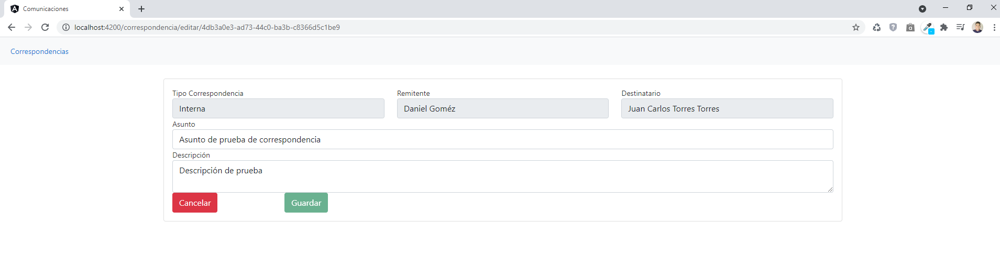 Comunicaciones
localhost:4200/correspondencia/editar/4db3a0e3-ad73-44c0-ba3b-c8366d5c1be9
Correspondencias
Tipo Correspondencia Remitente Destinatario
Interna Daniel Goméz Juan Carlos Torres Torres
Asunto
Asunto de prueba de correspondencia
Descripción
Descripción de prueba
Cancelar Guardar